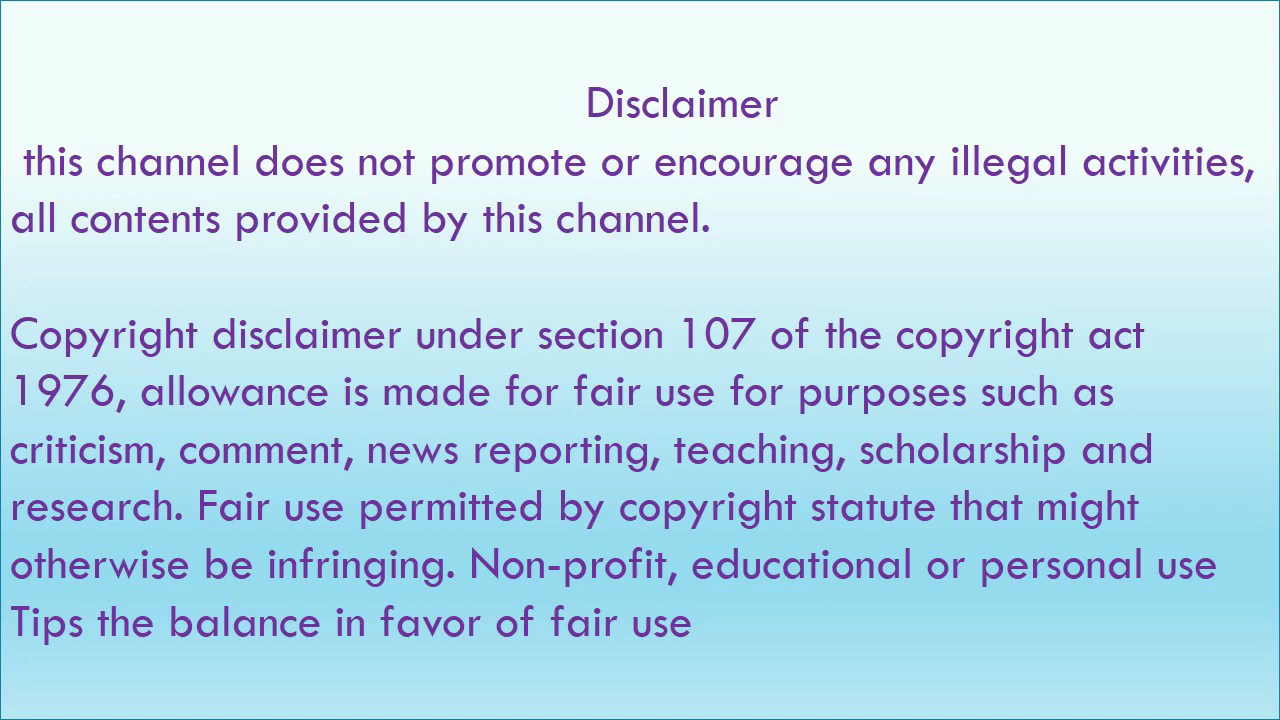 Disclaimer
this channel does not promote or encourage any illegal activities,
all contents provided by this channel.
Copyright disclaimer under section 107 of the copyright act
1976, allowance is made for fair use for purposes such as
criticism, comment, news reporting, teaching, scholarship and
research. Fair use permitted by copyright statute that might
otherwise be infringing. Non-profit, educational or personal use
Tips the balance in favor of fair use